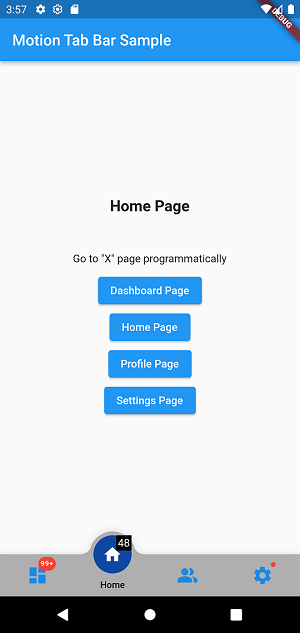 3:57
DEBUG
Motion Tab Bar Sample
Home Page
Go to "X" page programmatically
Dashboard Page
Home Page
Profile Page
Settings Page
99+
48
Home